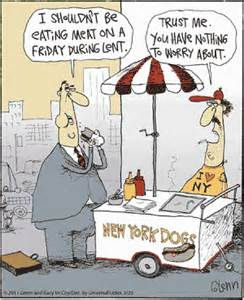 I SHOULDN'T BE
EATING MEAT ON A
FRIDAY DURING LENT.
TRUST ME.
YOU HAVE NOTHING
TO WORRY ABOUT.
I ♥
NY
NEW YORK DOGS
Glenn